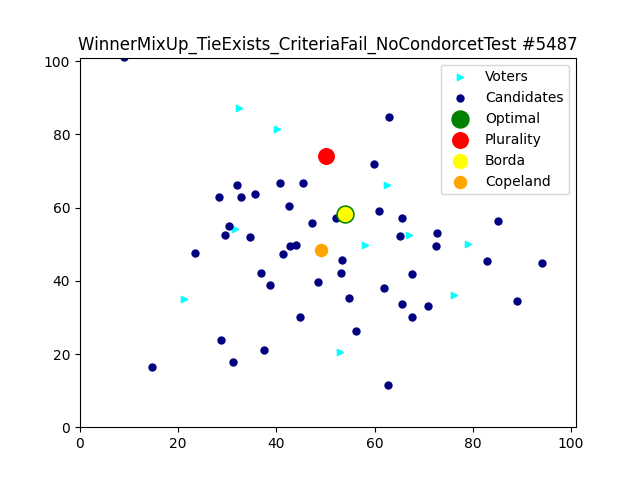 WinnerMixUp_TieExists_CriteriaFail_NoCondorcetTest #5487
100
80
60
40
20
0
0 20 40 60 80 100
Voters
Candidates
Optimal
Plurality
Borda
Copeland